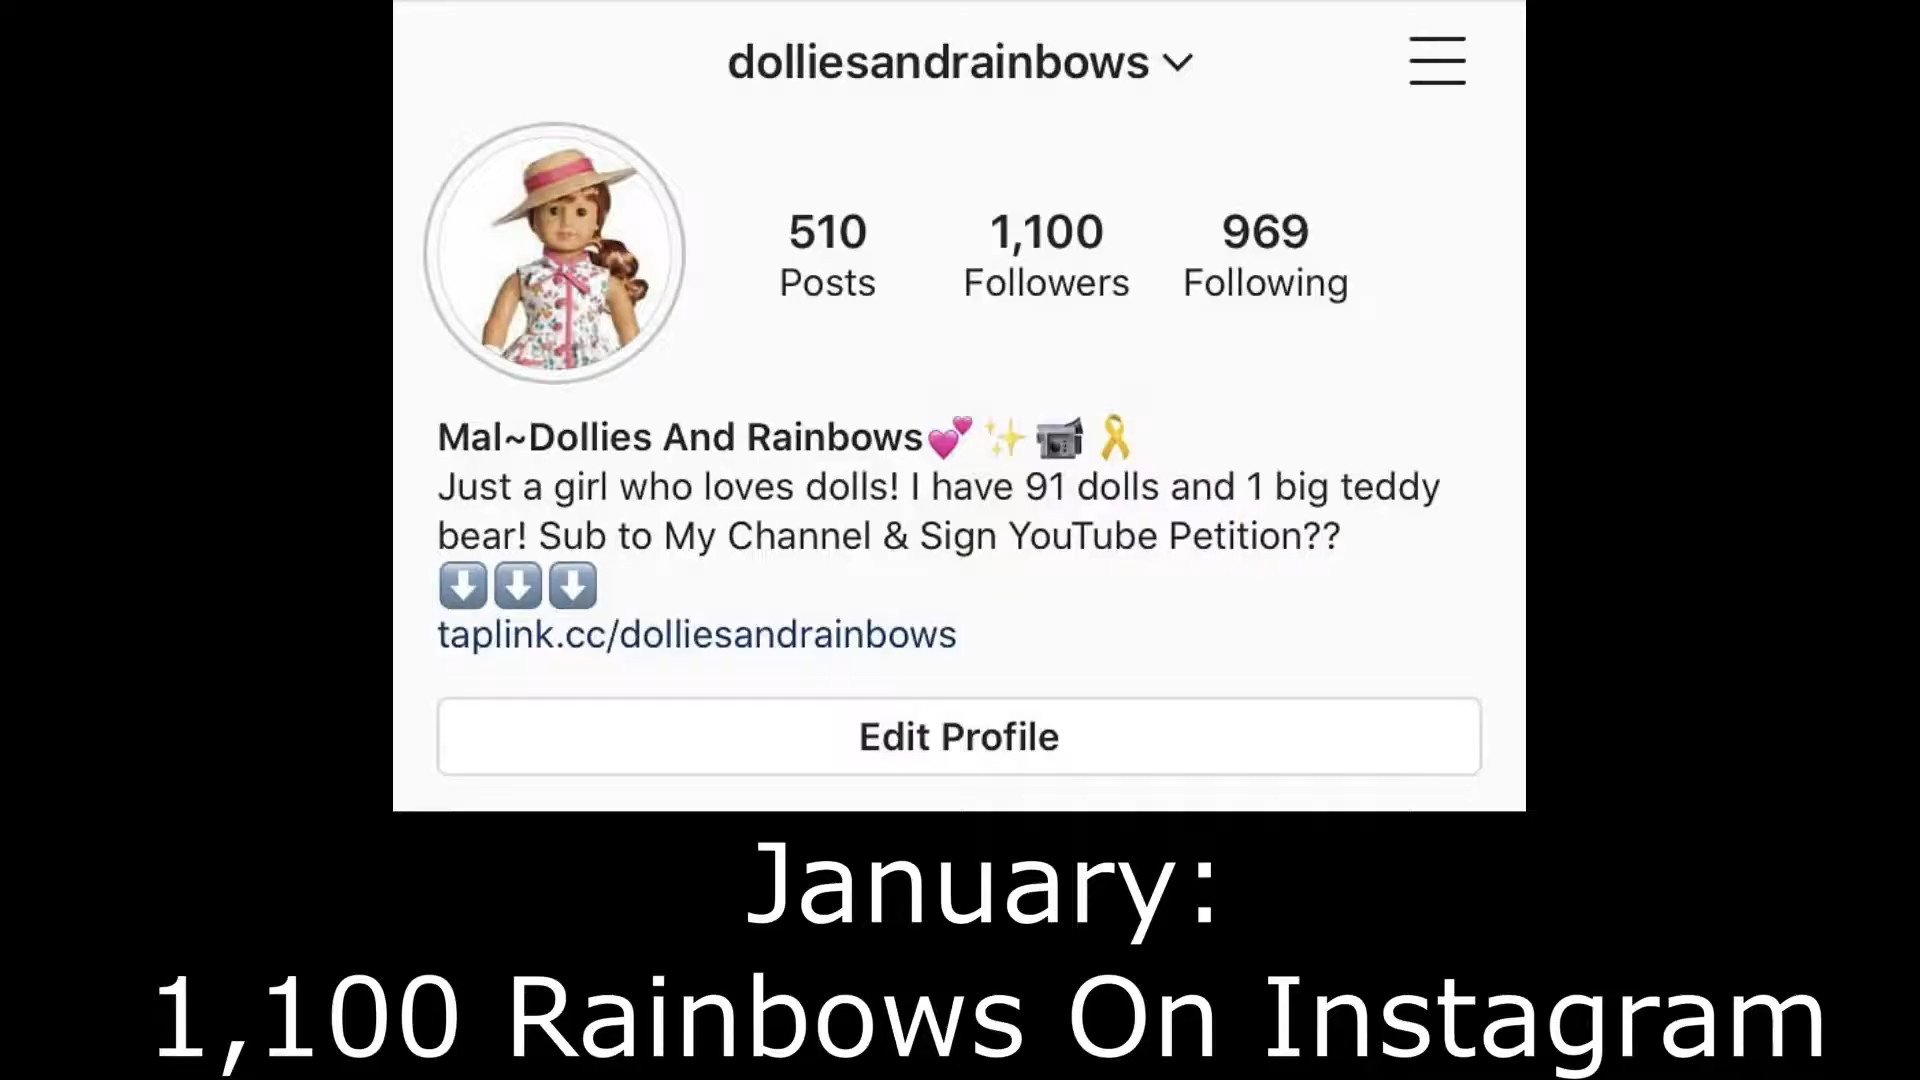 dolliesandrainbows
510
1,100
969
Posts
Followers
Following
Mal~Dollies And Rainbows💕✨📹🎗
Just a girl who loves dolls! I have 91 dolls and 1 big teddy
bear! Sub to My Channel & Sign YouTube Petition??
⬇️⬇️⬇️
taplink.cc/dolliesandrainbows
Edit Profile
January:
1,100 Rainbows On Instagram